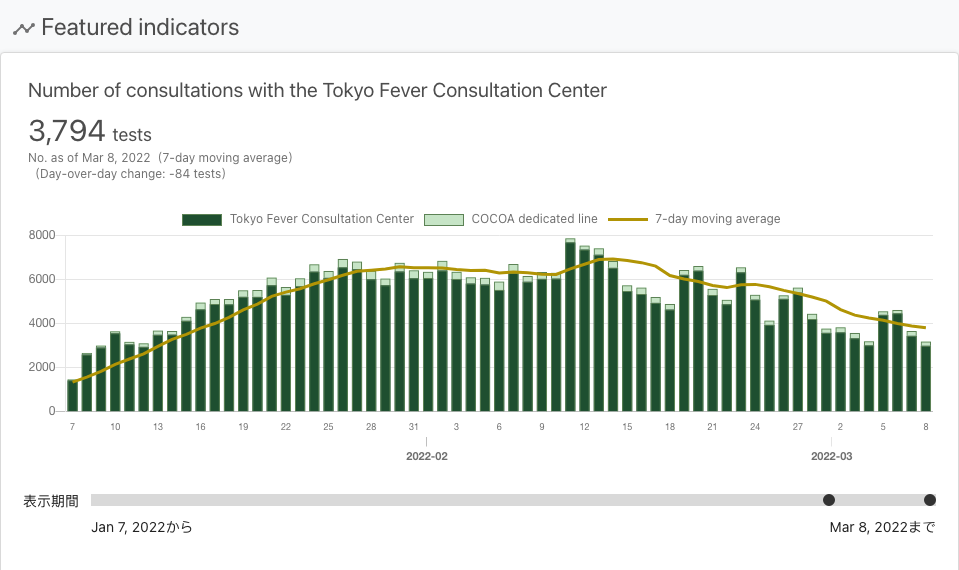 Featured indicators
Number of consultations with the Tokyo Fever Consultation Center
3,794 tests
No. as of Mar 8, 2022（7-day moving average）
（Day-over-day change: -84 tests）
Tokyo Fever Consultation Center COCOA dedicated line 7-day moving average
8000
6000
4000
2000
0
7 10 13 16 19 22 25 28 31 3 6 9 12 15 18 21 24 27 2 5 8
2022-02 2022-03
表示期間
Jan 7, 2022から Mar 8, 2022まで